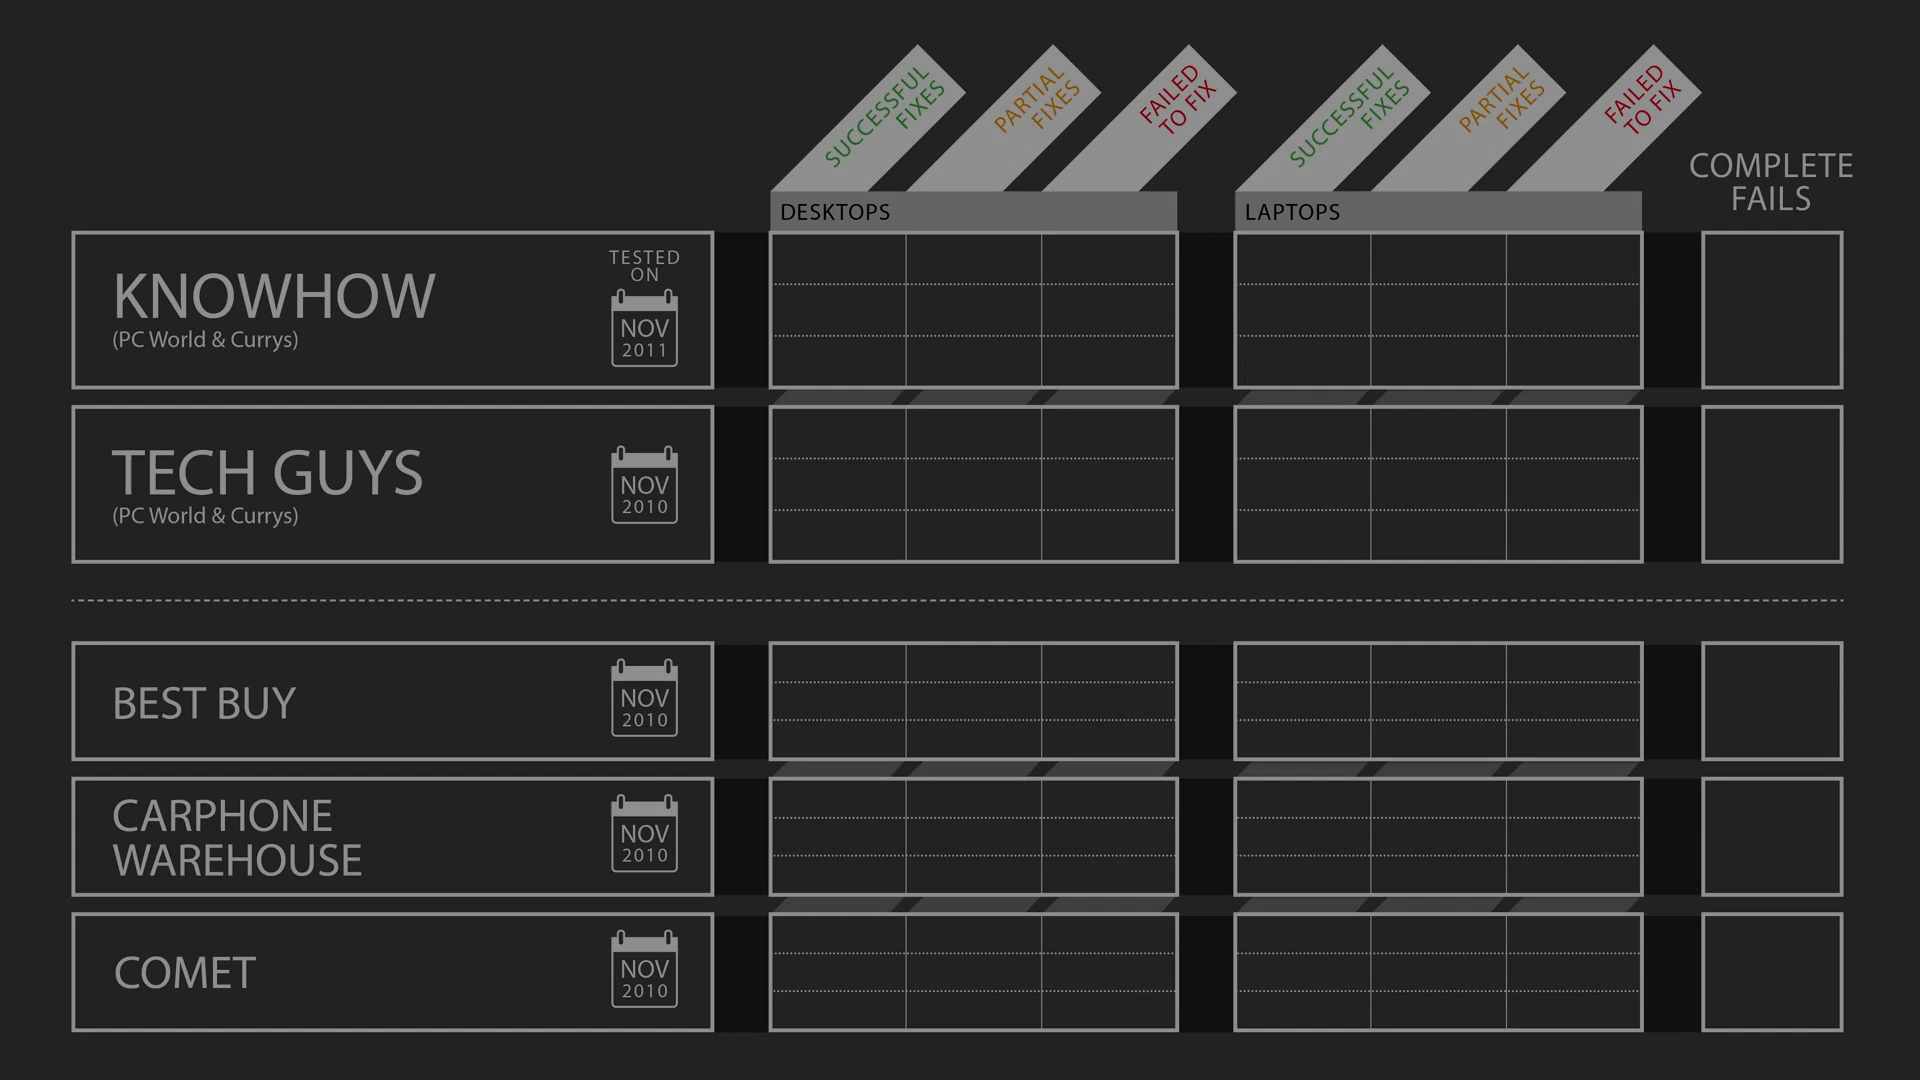 SUCCESSFUL
FIXES
PARTIAL
FIXES
FAILED
TO FIX
SUCCESSFUL
FIXES
PARTIAL
FIXES
FAILED
TO FIX
COMPLETE
FAILS
DESKTOPS
LAPTOPS
KNOWHOW
(PC World & Currys)
TESTED
ON
NOV
2011
TECH GUYS
(PC World & Currys)
NOV
2010
BEST BUY
NOV
2010
CARPHONE
WAREHOUSE
NOV
2010
COMET
NOV
2010